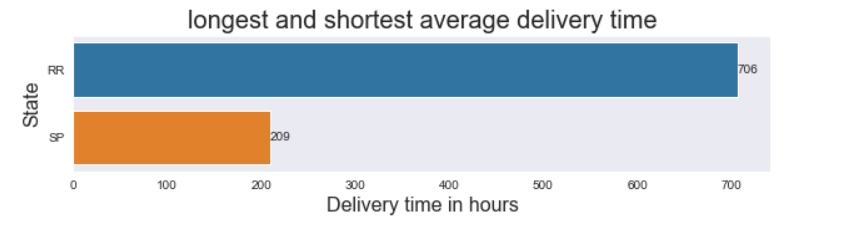 longest and shortest average delivery time
State
RR
706
SP
209
0 100 200 300 400 500 600 700
Delivery time in hours